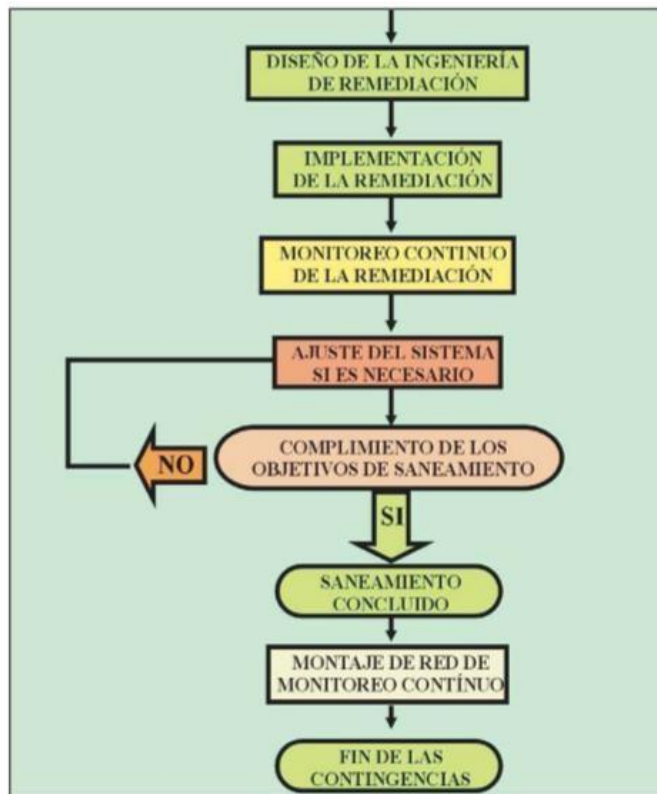 DISEÑO DE LA INGENIERÍA
DE REMEDIACIÓN
IMPLEMENTACIÓN
DE LA REMEDIACIÓN
MONITOREO CONTINUO
DE LA REMEDIACIÓN
AJUSTE DEL SISTEMA
SI ES NECESARIO
COMPLIMIENTO DE LOS
OBJETIVOS DE SANEAMIENTO
NO
SI
SANEAMIENTO
CONCLUIDO
MONTAJE DE RED DE
MONITOREO CONTÍNUO
FIN DE LAS
CONTINGENCIAS